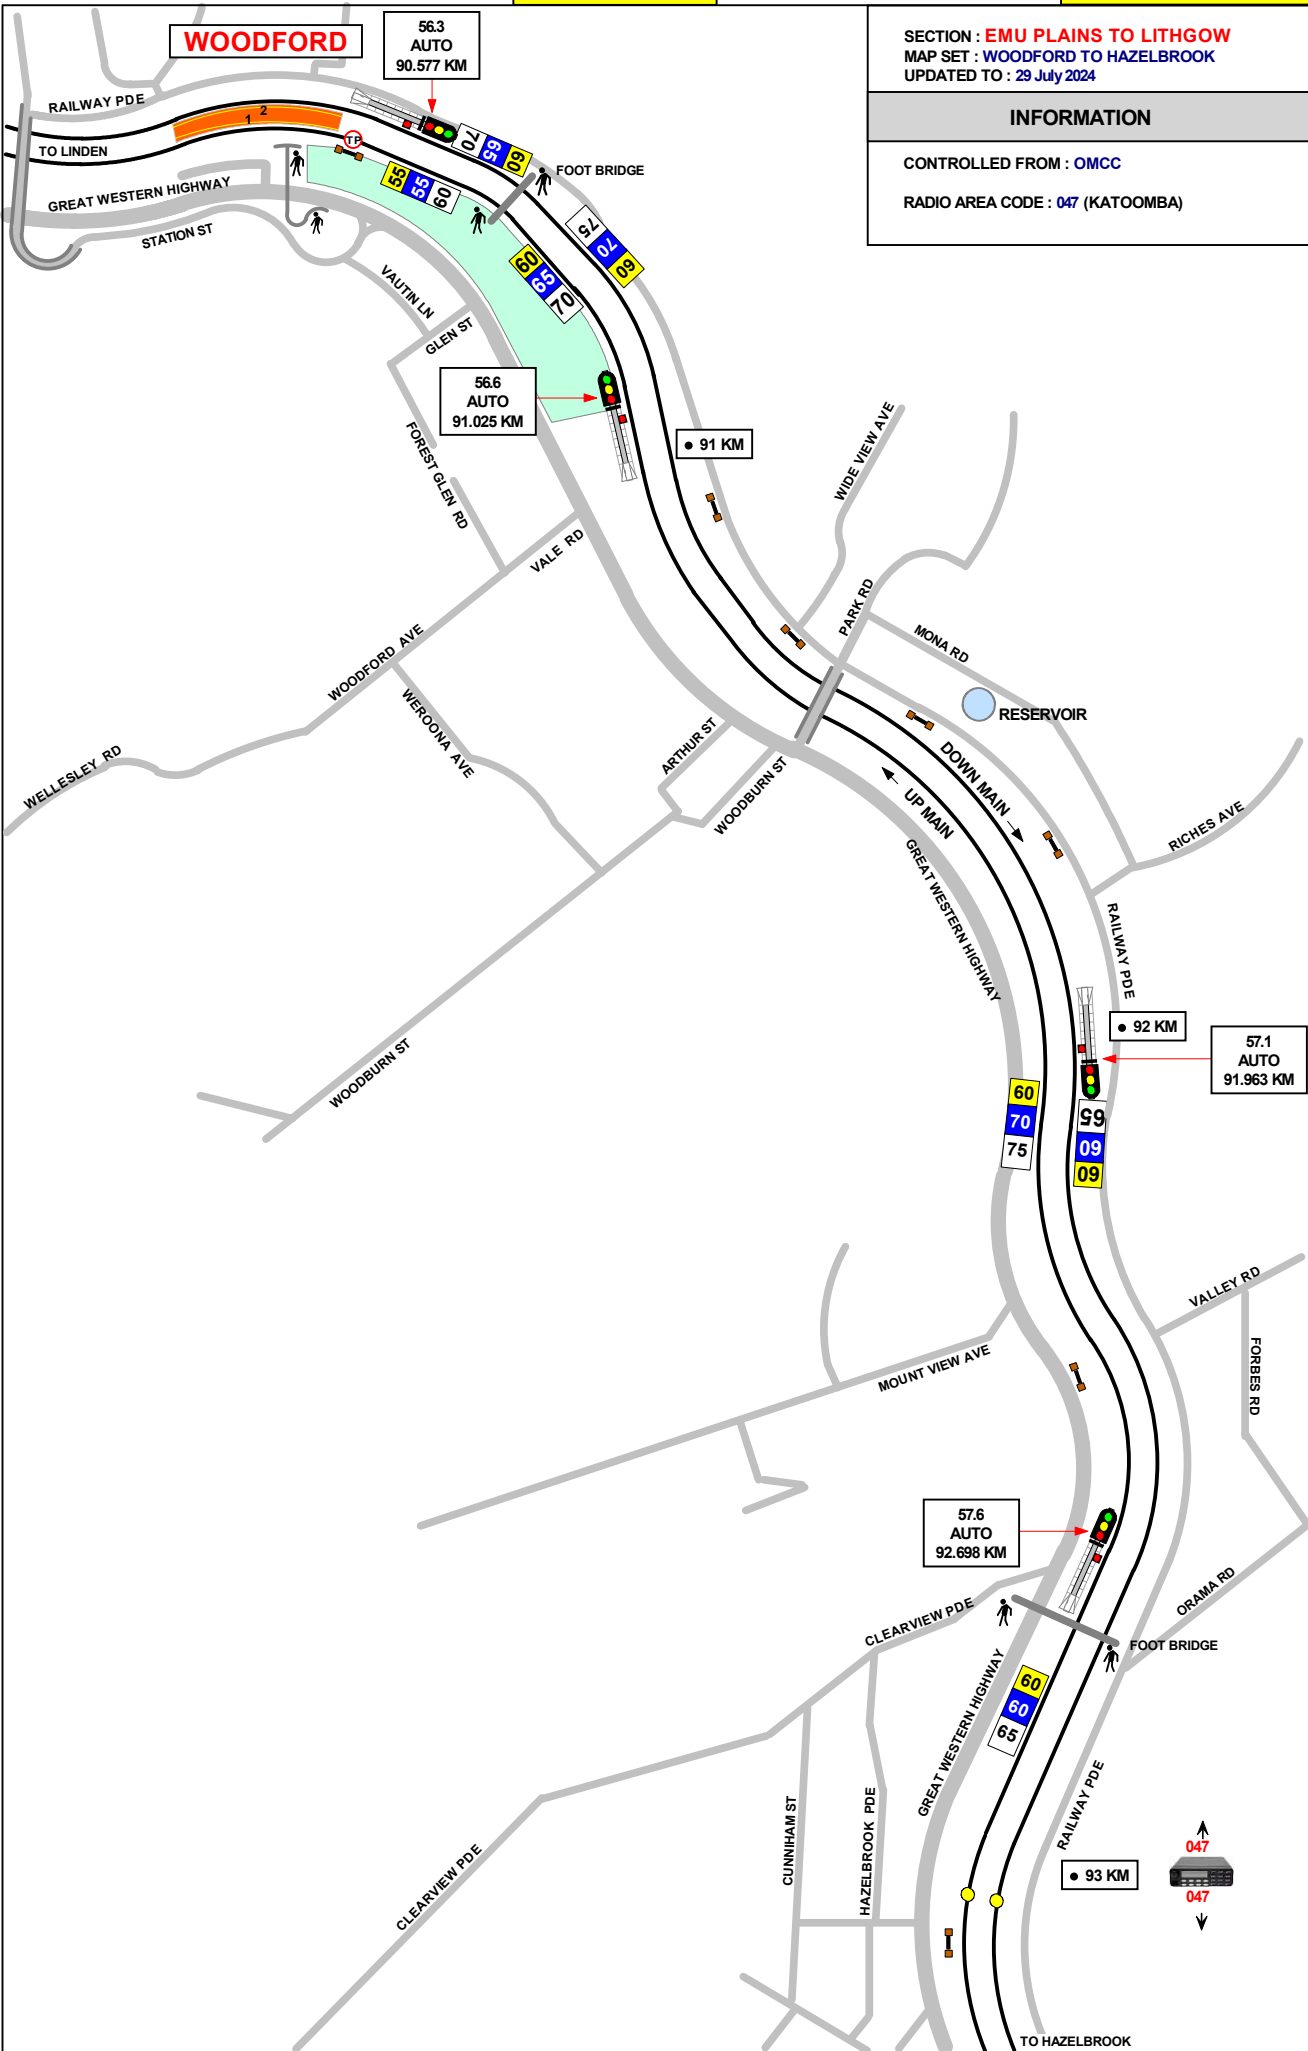 WOODFORD
56.3
AUTO
90.577 KM
SECTION : EMU PLAINS TO LITHGOW
MAP SET : WOODFORD TO HAZELBROOK
UPDATED TO : 29 July 2024
INFORMATION
CONTROLLED FROM : OMCC
RADIO AREA CODE : 047 (KATOOMBA)
RAILWAY PDE
1 2
TO LINDEN
TP
70 65 60
FOOT BRIDGE
55 55 60
GREAT WESTERN HIGHWAY
STATION ST
75 70 60
60 65 70
VAUTIN LN
GLEN ST
56.6
AUTO
91.025 KM
91 KM
FOREST GLEN RD
WIDE VIEW AVE
VALE RD
PARK RD
MONA RD
WOODFORD AVE
WEROONA AVE
RESERVOIR
ARTHUR ST
WELLESLEY RD
WOODBURN ST
DOWN MAIN
UP MAIN
RICHES AVE
GREAT WESTERN HIGHWAY
RAILWAY PDE
92 KM
57.1
AUTO
91.963 KM
WOODBURN ST
60
70
75
65
60
60
VALLEY RD
FORBES RD
MOUNT VIEW AVE
57.6
AUTO
92.698 KM
ORAMA RD
CLEARVIEW PDE
FOOT BRIDGE
60
60
65
GREAT WESTERN HIGHWAY
RAILWAY PDE
CUNNIHAM ST
HAZELBROOK PDE
CLEARVIEW PDE
93 KM
047
047
TO HAZELBROOK